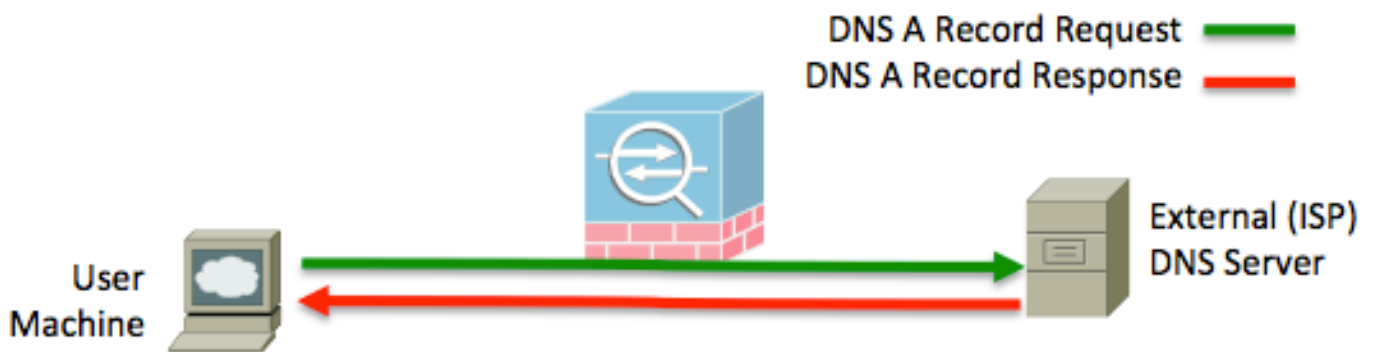 DNS A Record Request
DNS A Record Response
External (ISP)
DNS Server
User
Machine